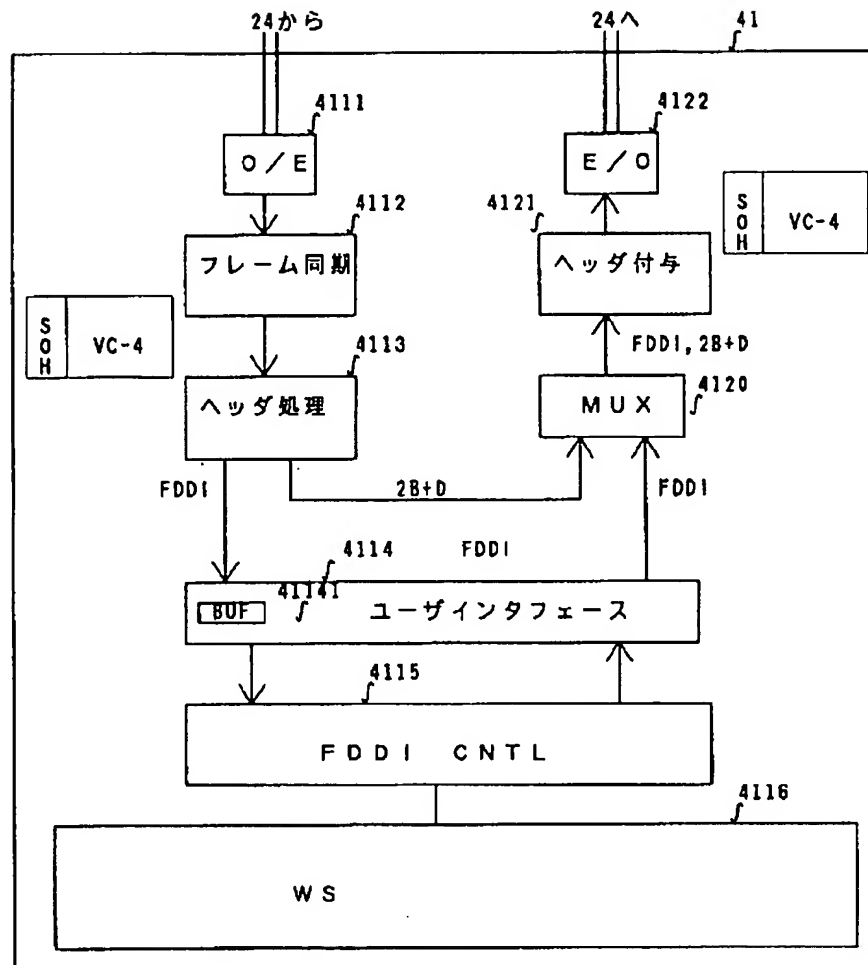 24から
24へ
41
4111
O/E
4122
E/O
4112
フレーム同期
4121
ヘッダ付与
SOH
VC-4
SOH
VC-4
4113
ヘッダ処理
FDDI,2B+D
4120
MUX
FDDI
2B+D
FDDI
4114
FDDI
BUF
41141
ユーザインタフェース
4115
FDDI CNTL
4116
WS